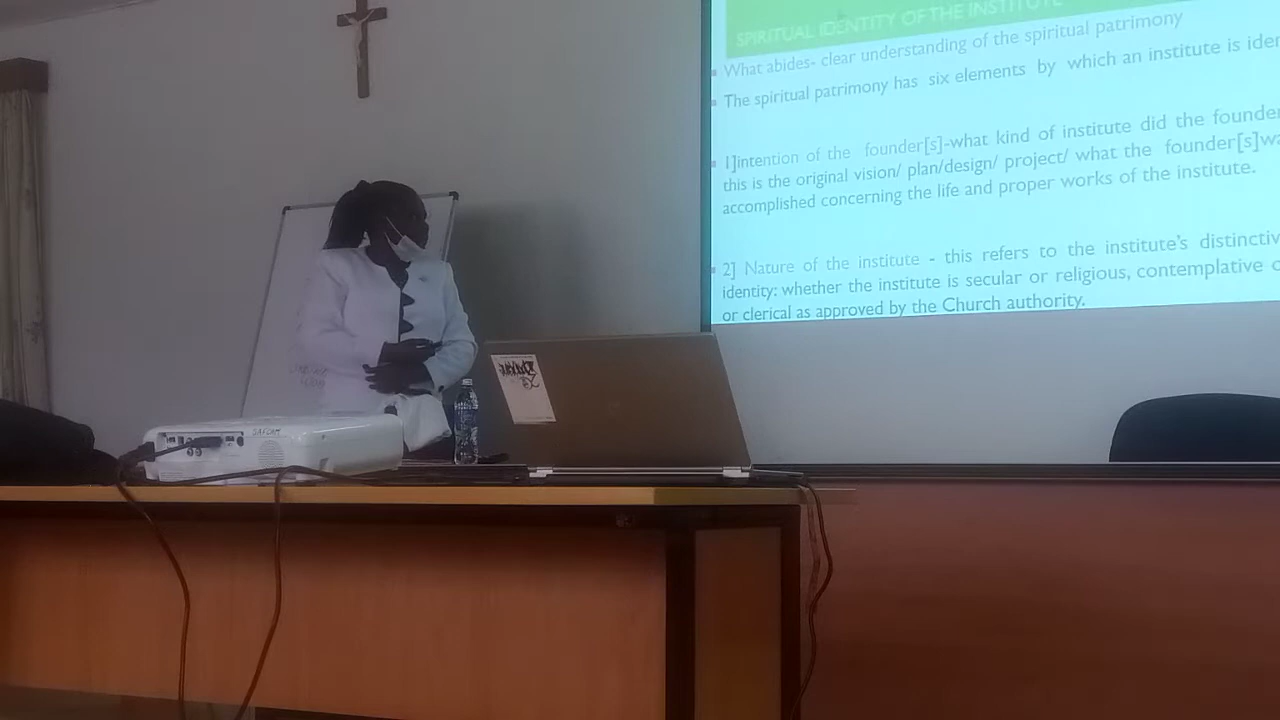 SPIRITUAL IDENTITY OF THE INSTITUTE
What abides- clear understanding of the spiritual patrimony
The spiritual patrimony has six elements by which an institute is
1]intention of the founder[s]-what kind of institute did the
this is the original vision/ plan/design/ project/ what the founder[s]
accomplished concerning the life and proper works of the institute.
2] Nature of the institute - this refers to the institute's
identity: whether the institute is secular or religious, contemplative
or clerical as approved by the Church authority.